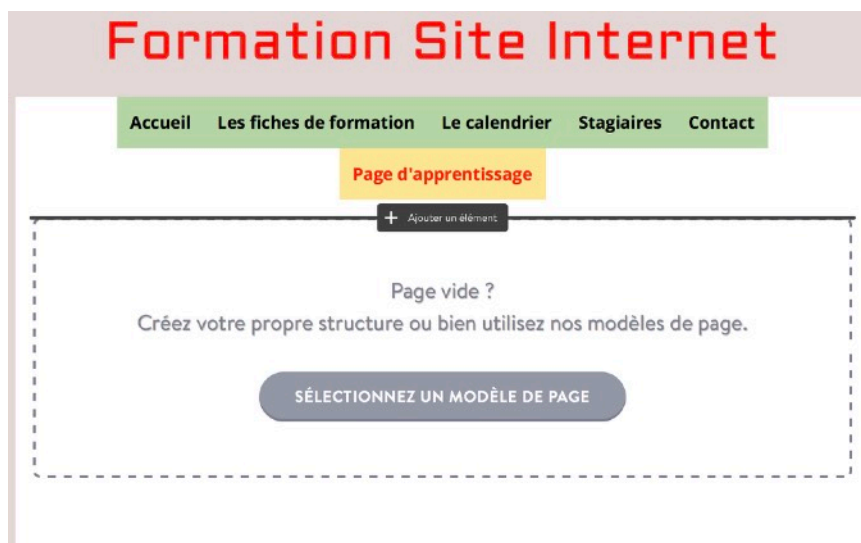 Formation Site Internet
Accueil Les fiches de formation Le calendrier Stagiaires Contact
Page d'apprentissage
Ajouter un élément
Page vide ?
Créez votre propre structure ou bien utilisez nos modèles de page.
SÉLECTIONNEZ UN MODÈLE DE PAGE